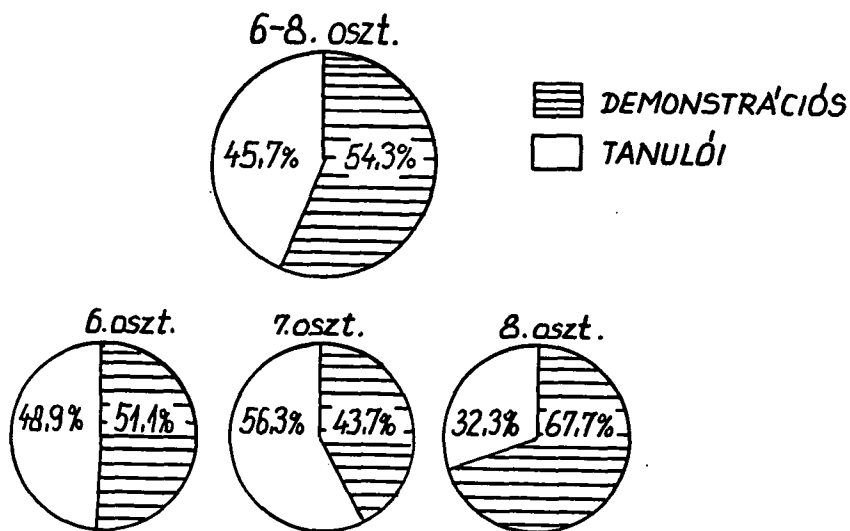 6-8. oszt.
45,7% 54,3%
DEMONSTRÁCIÓS
TANULÓI
6. oszt.
48,9% 51,1%
7. oszt.
56,3% 43,7%
8. oszt.
32,3% 67,7%